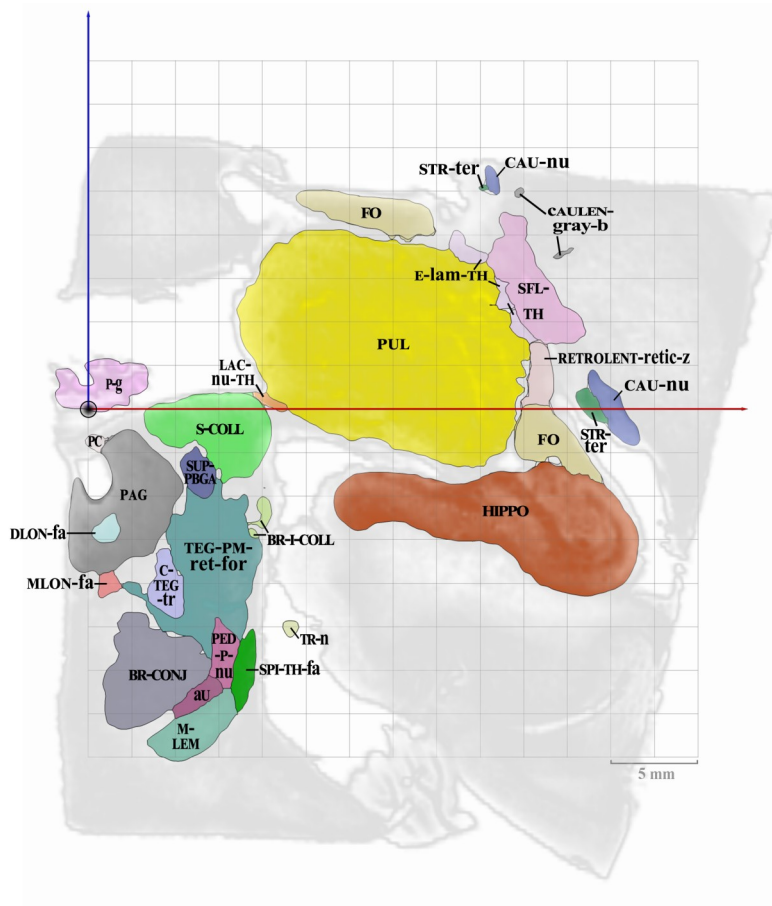 STR-ter
CAU-nu
CAULEN-
gray-b
FO
E-lam-TH
SFL-
TH
PUL
RETROLENT-retic-z
LAC-
nu-TH
P-g
CAU-nu
S-COLL
STR-
ter
FO
PC
SUP-
PBGA
PAG
HIPPO
DLON-fa
BR-I-COLL
TEG-PM-
ret-for
C-
TEG
-tr
MLON-fa
TR-n
PED
-P-
nu
SPI-TH-fa
BR-CONJ
aU
M-
LEM
5 mm